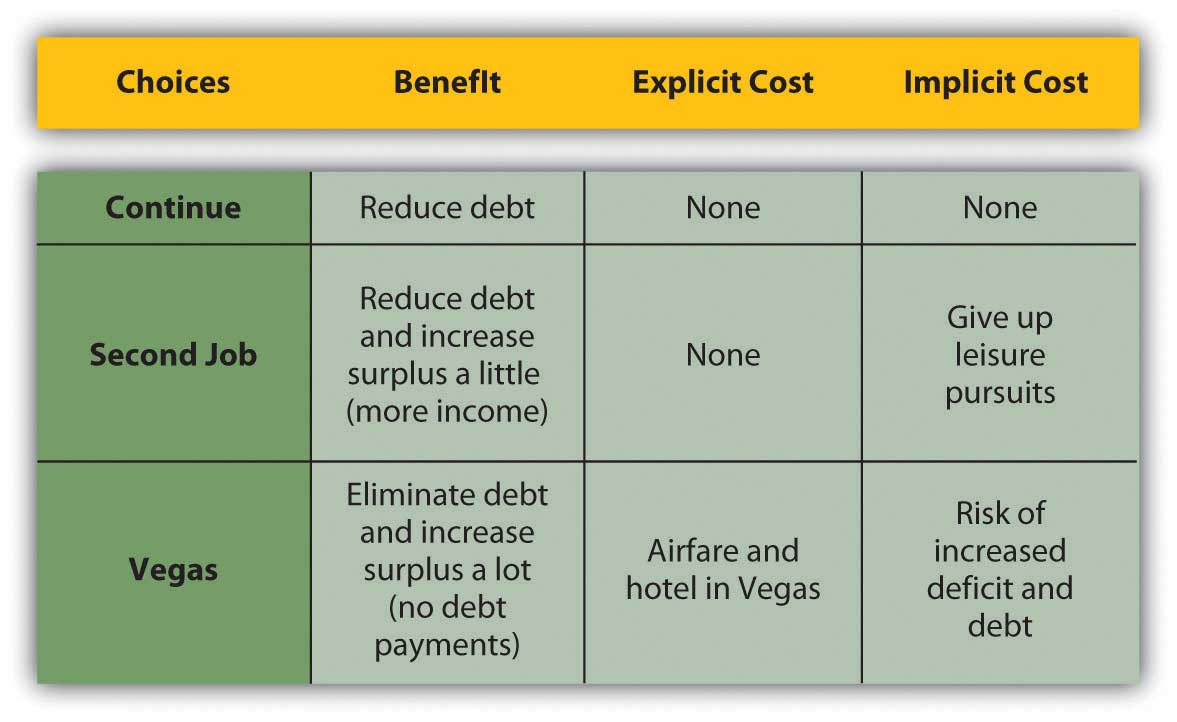 Choices Benefit Explicit Cost Implicit Cost
Continue Reduce debt None None
Second Job
Reduce debt
and increase
surplus a little
(more income)
None
Give up
leisure
pursuits
Vegas
Eliminate debt
and increase
surplus a lot
(no debt
payments)
Airfare and
hotel in Vegas
Risk of
increased
deficit and
debt